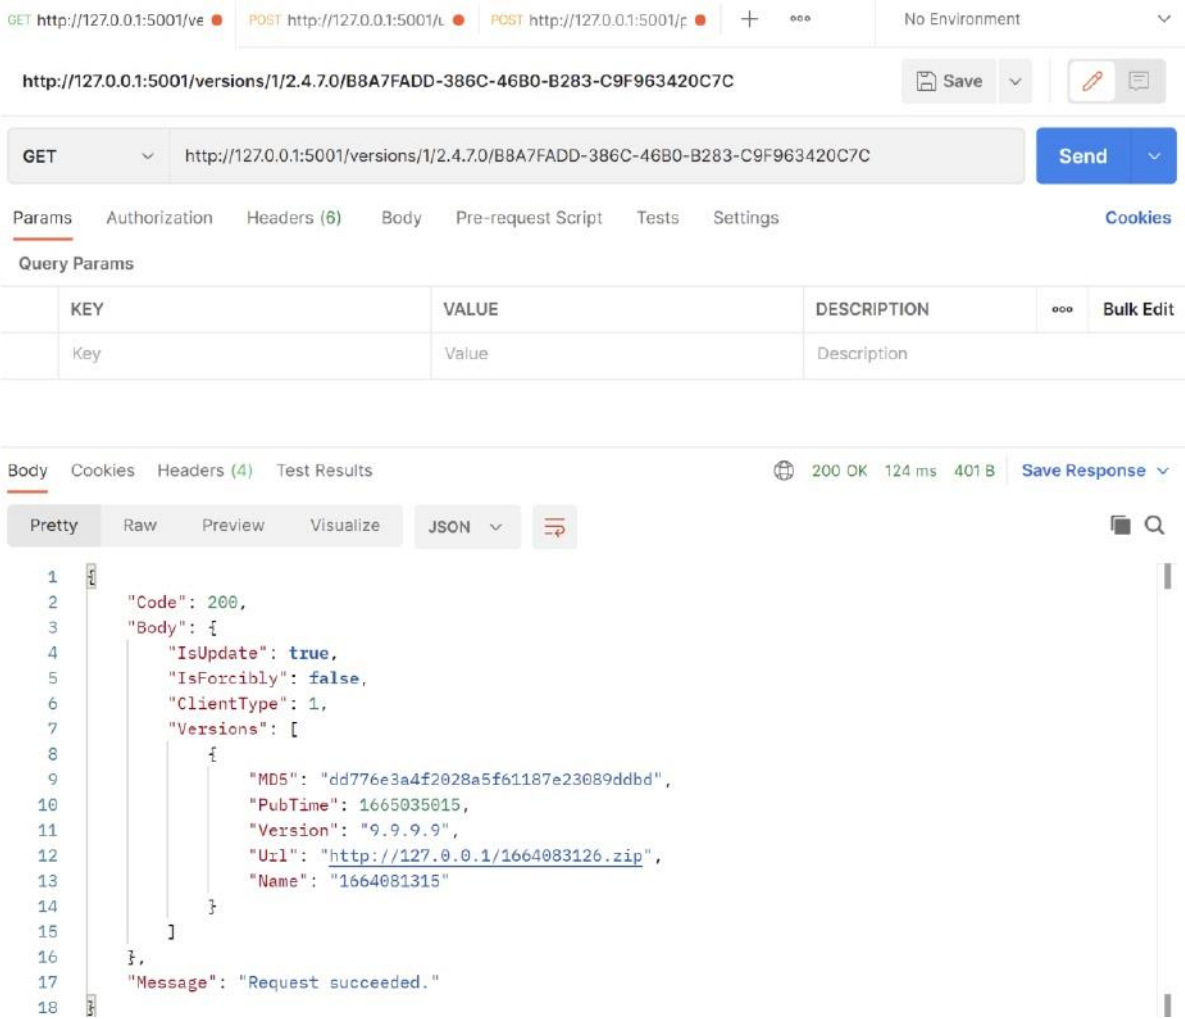 GET http://127.0.0.1:5001/ve POST http://127.0.0.1:5001/u POST http://127.0.0.1:5001/p No Environment
http://127.0.0.1:5001/versions/1/2.4.7.0/B8A7FADD-386C-46B0-B283-C9F963420C7C Save
GET http://127.0.0.1:5001/versions/1/2.4.7.0/B8A7FADD-386C-46B0-B283-C9F963420C7C Send
Params Authorization Headers (6) Body Pre-request Script Tests Settings Cookies
Query Params
KEY VALUE DESCRIPTION ooo Bulk Edit
Key Value Description
Body Cookies Headers (4) Test Results 200 OK 124 ms 401 B Save Response
Pretty Raw Preview Visualize JSON
1 {
2 "Code": 200,
3 "Body": {
4 "IsUpdate": true,
5 "IsForcibly": false,
6 "ClientType": 1,
7 "Versions": [
8 {
9 "MD5": "dd776e3a4f2028a5f61187e23089ddbd",
10 "PubTime": 1665035015,
11 "Version": "9.9.9.9",
12 "Url": "http://127.0.0.1/1664083126.zip",
13 "Name": "1664081315"
14 }
15 ]
16 },
17 "Message": "Request succeeded."
18 }